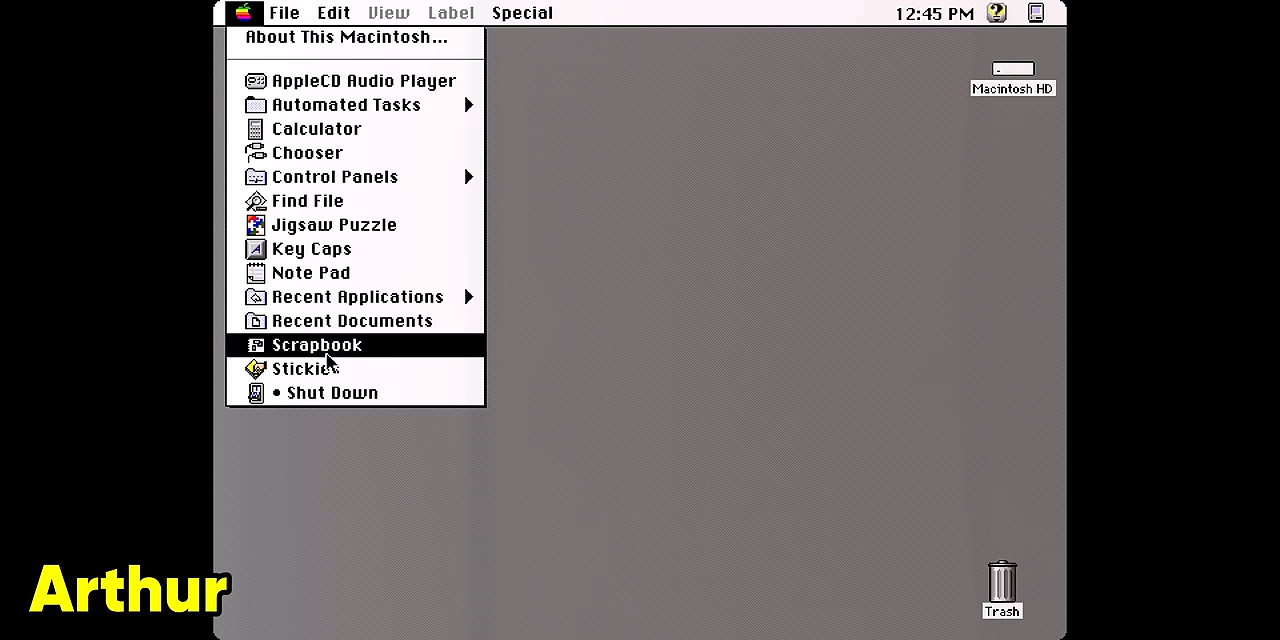 File Edit View Label Special 12:45 PM
About This Macintosh...
Macintosh HD
AppleCD Audio Player
Automated Tasks
Calculator
Chooser
Control Panels
Find File
Jigsaw Puzzle
Key Caps
Note Pad
Recent Applications
Recent Documents
Scrapbook
Stickies
• Shut Down
Arthur
Trash